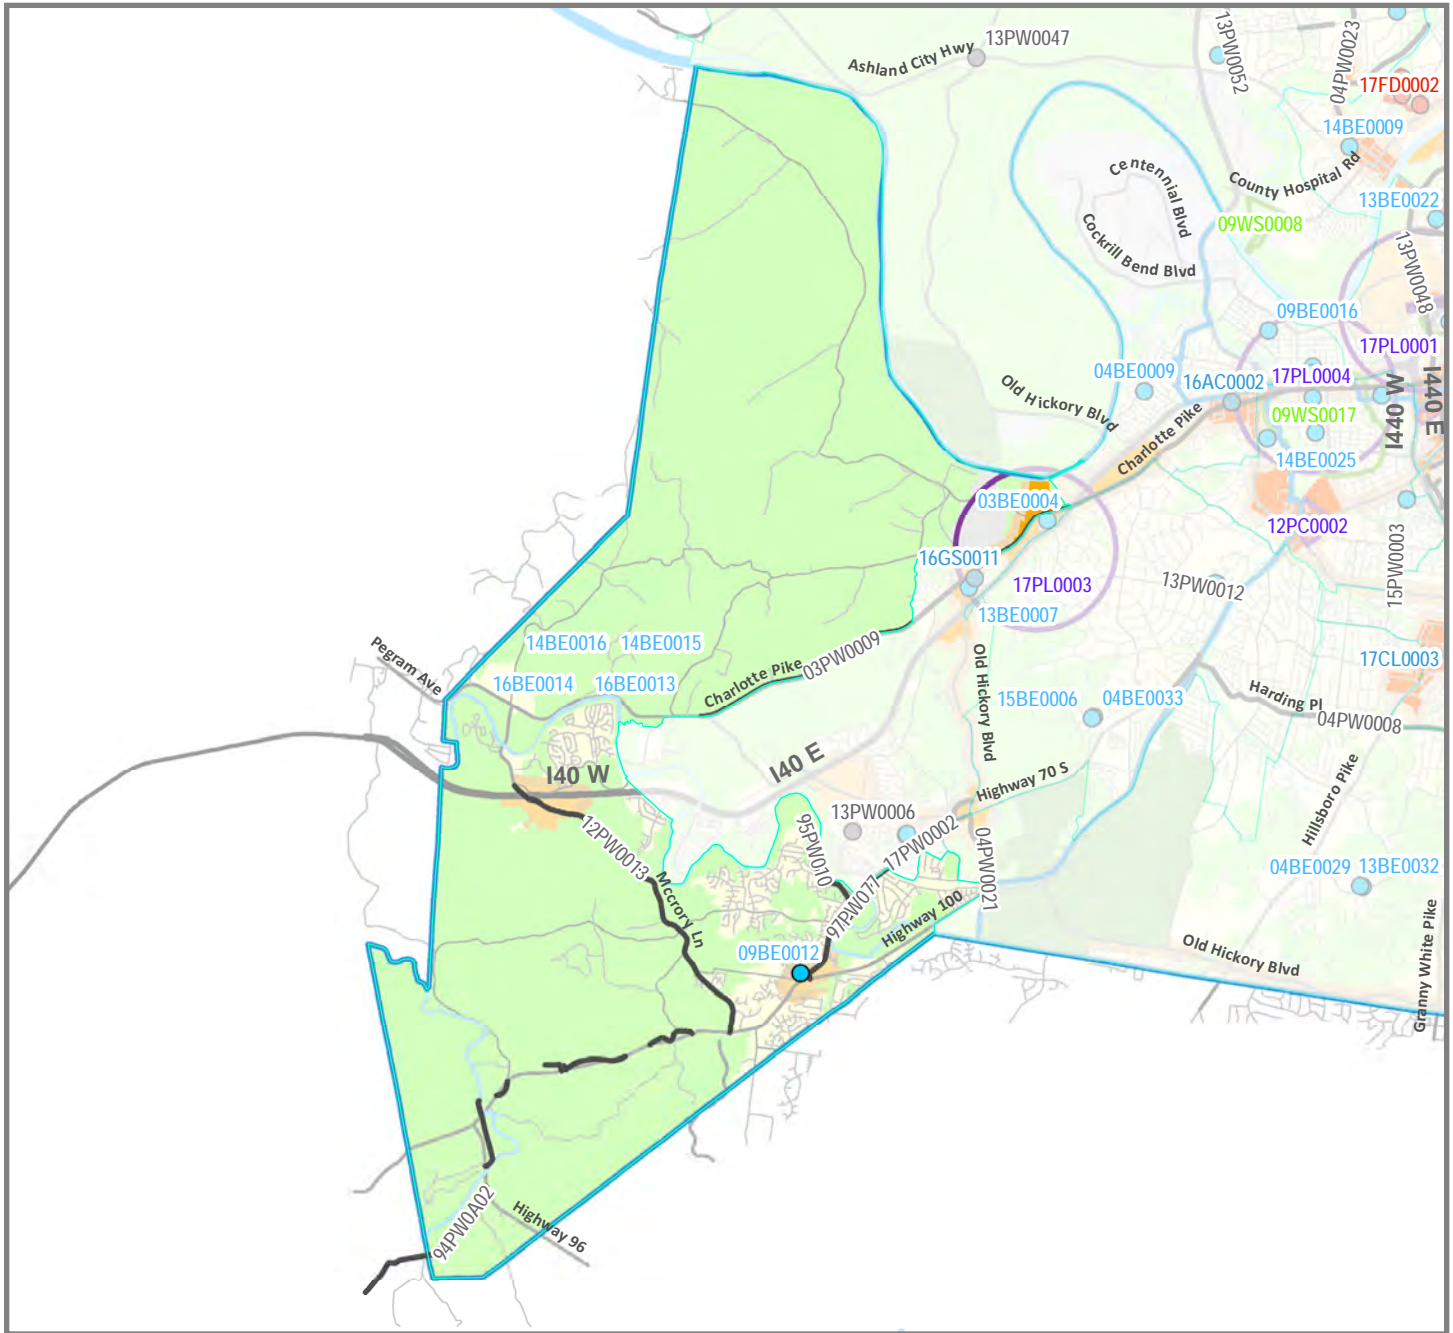 13PW0047
Ashland City Hwy
13PW0052
04PW0023
17FD0002
14BE0009
Centennial Blvd
County Hospital Rd
Cockrill Bend Blvd
13BE0022
09WS0008
13PW0048
09BE0016
17PL0001
04BE0009
16AC0002
17PL0004
I440 W
I440 E
Old Hickory Blvd
09WS0017
Charlotte Pike
14BE0025
03BE0004
12PC0002
16GS0011
15PW0003
17PL0003
13PW0012
13BE0007
14BE0016
14BE0015
Pegram Ave
03PW0009
Charlotte Pike
16BE0014
16BE0013
Old Hickory Blvd
17CL0003
15BE0006
04BE0033
Harding Pl
04PW0008
I40 E
I40 W
Highway 70 S
Hillsboro Pike
13PW0006
12PW0013
95PW010
17PW0002
04PW0021
04BE0029
13BE0032
Mccrory Ln
97PW077
Highway 100
Granny White Pike
09BE0012
Old Hickory Blvd
94PW0A02
Highway 96